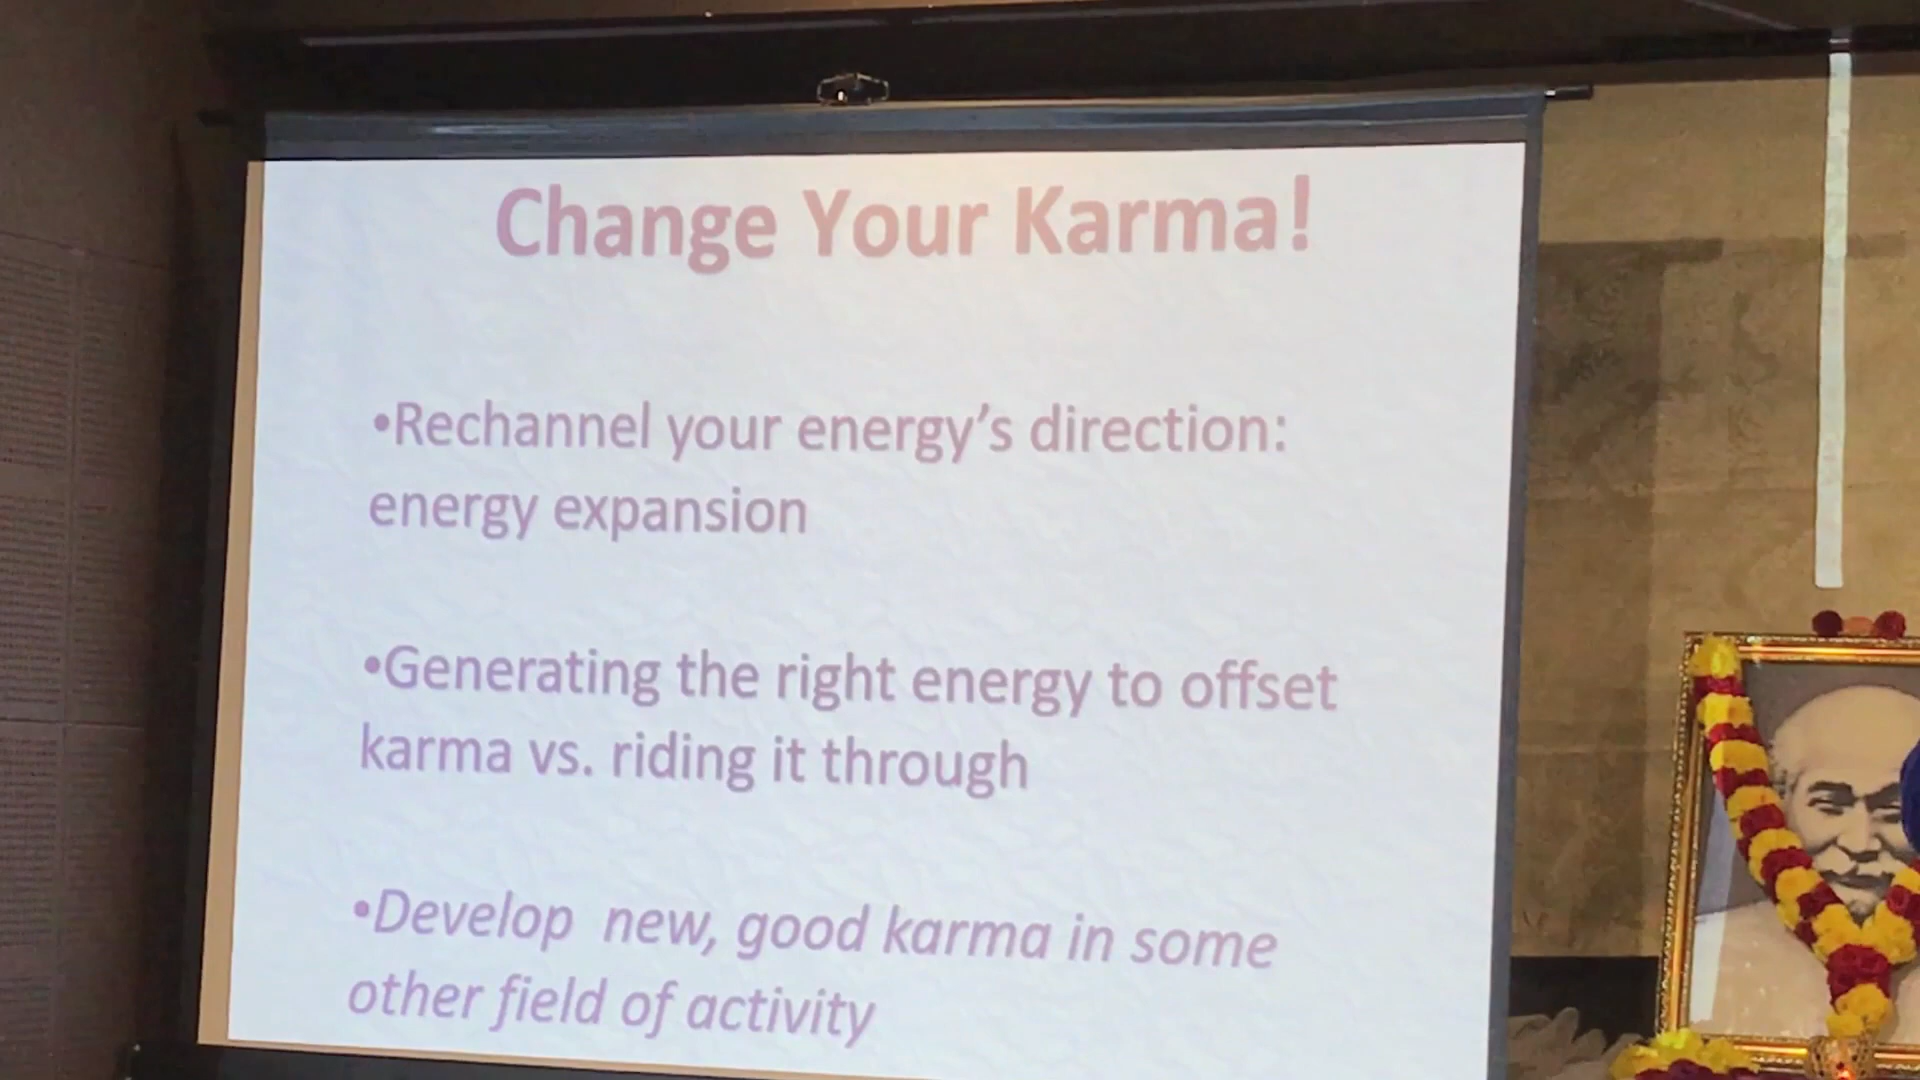 Change Your Karma!
•Rechannel your energy’s direction:
energy expansion
•Generating the right energy to offset
karma vs. riding it through
•Develop  new, good karma in some
other field of activity